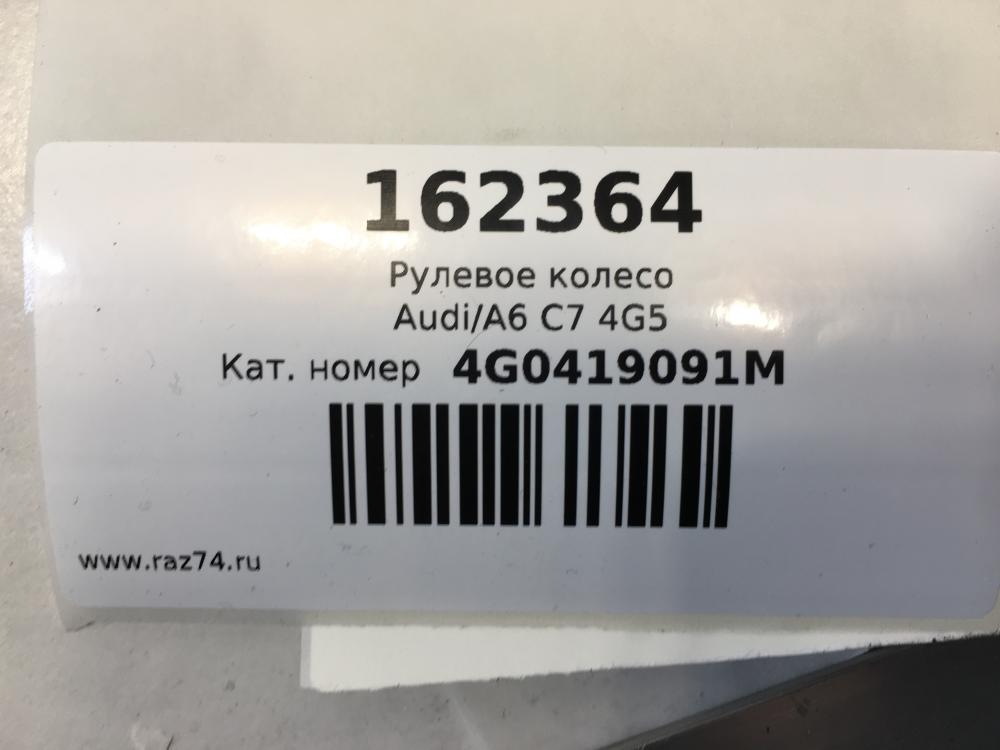 162364
Рулевое колесо
Audi/A6 C7 4G5
Кат. номер 4G0419091M
www.raz74.ru